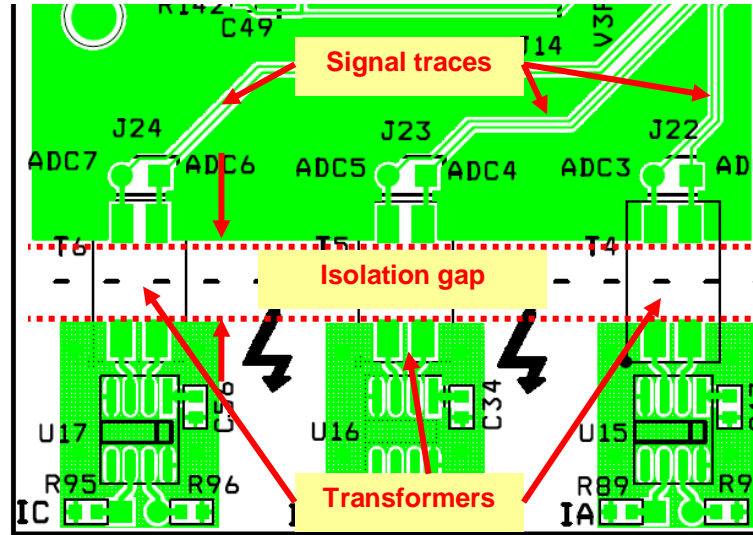 R142
C49
V3P
J14
Signal traces
J24
J23
J22
ADC7
ADC6
ADC5
ADC4
ADC3
AD
T6
T5
T4
Isolation gap
C56
C34
U17
U16
U15
R95
R96
Transformers
R89
R9
IC
IA